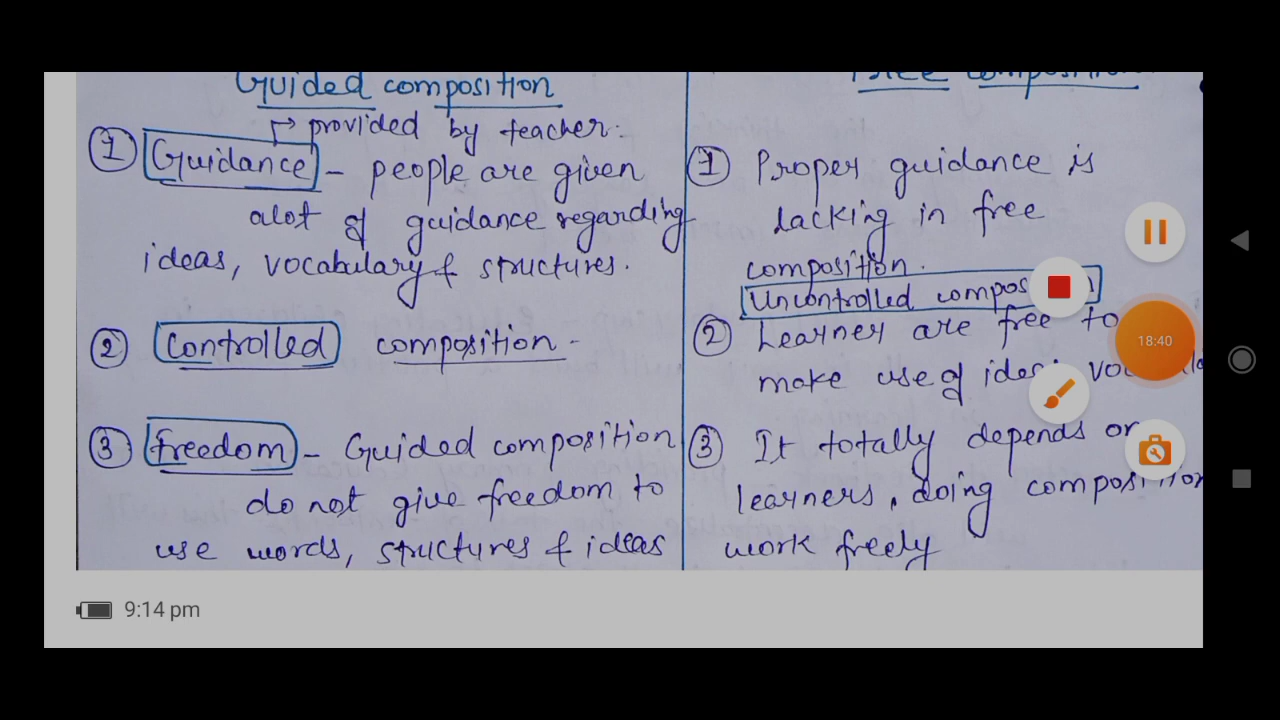 Guided composition
→ provided by teacher.
① Guidance – people are given
alot of guidance regarding
ideas, vocabulary & structures.
② Controlled composition.
③ freedom – Guided composition
do not give freedom to
use words, structures & ideas
Free composition
① Proper guidance is
lacking in free
composition.
Uncontrolled
② Learner are free to
make use of
③ It totally depends on
learners, doing composition
work freely
18:40
9:14 pm